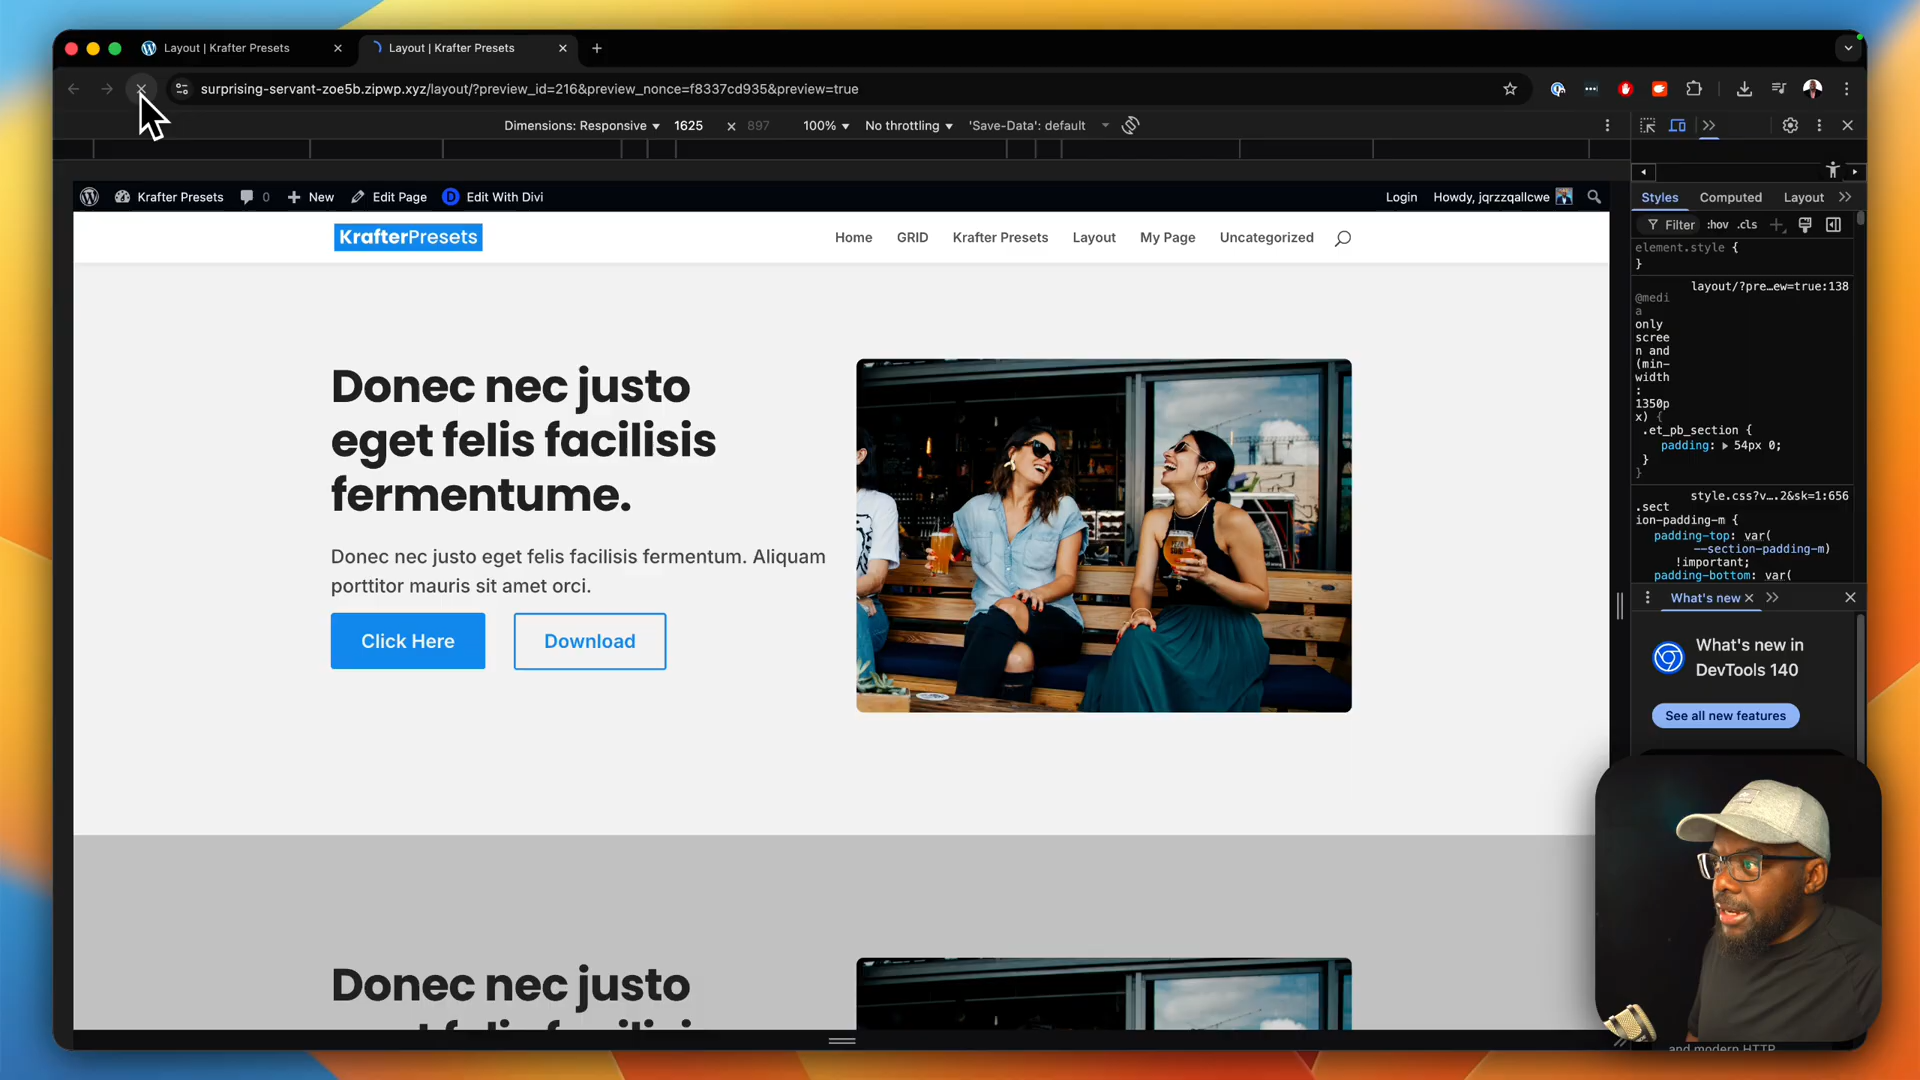 Layout | Krafter Presets
Layout | Krafter Presets
surprising-servant-zoe5b.zipwp.xyz/layout/?preview_id=216&preview_nonce=f8337cd935&preview=true
Dimensions: Responsive 1625 897 100% No throttling 'Save-Data': default
Krafter Presets 0 New Edit Page Edit With Divi Login Howdy, jqrzzqallcwe
KrafterPresets Home GRID Krafter Presets Layout My Page Uncategorized
Donec nec justo
eget felis facilisis
fermentume.
Donec nec justo eget felis facilisis fermentum. Aliquam
porttitor mauris sit amet orci.
Click Here Download
Donec nec justo
eget felis facilisi
Styles Computed Layout
Filter :hov .cls
element.style {
}
layout/?pre…ew=true:138
@medi
a
only
scree
n and
(min-
width
:
1350p
x) {
.et_pb_section {
padding: 54px 0;
}
}
style.css?v….2&sk=1:656
.sect
ion-padding-m {
padding-top: var(
--section-padding-m)
!important;
padding-bottom: var(
What's new
What's new in
DevTools 140
See all new features
and modern HTTP